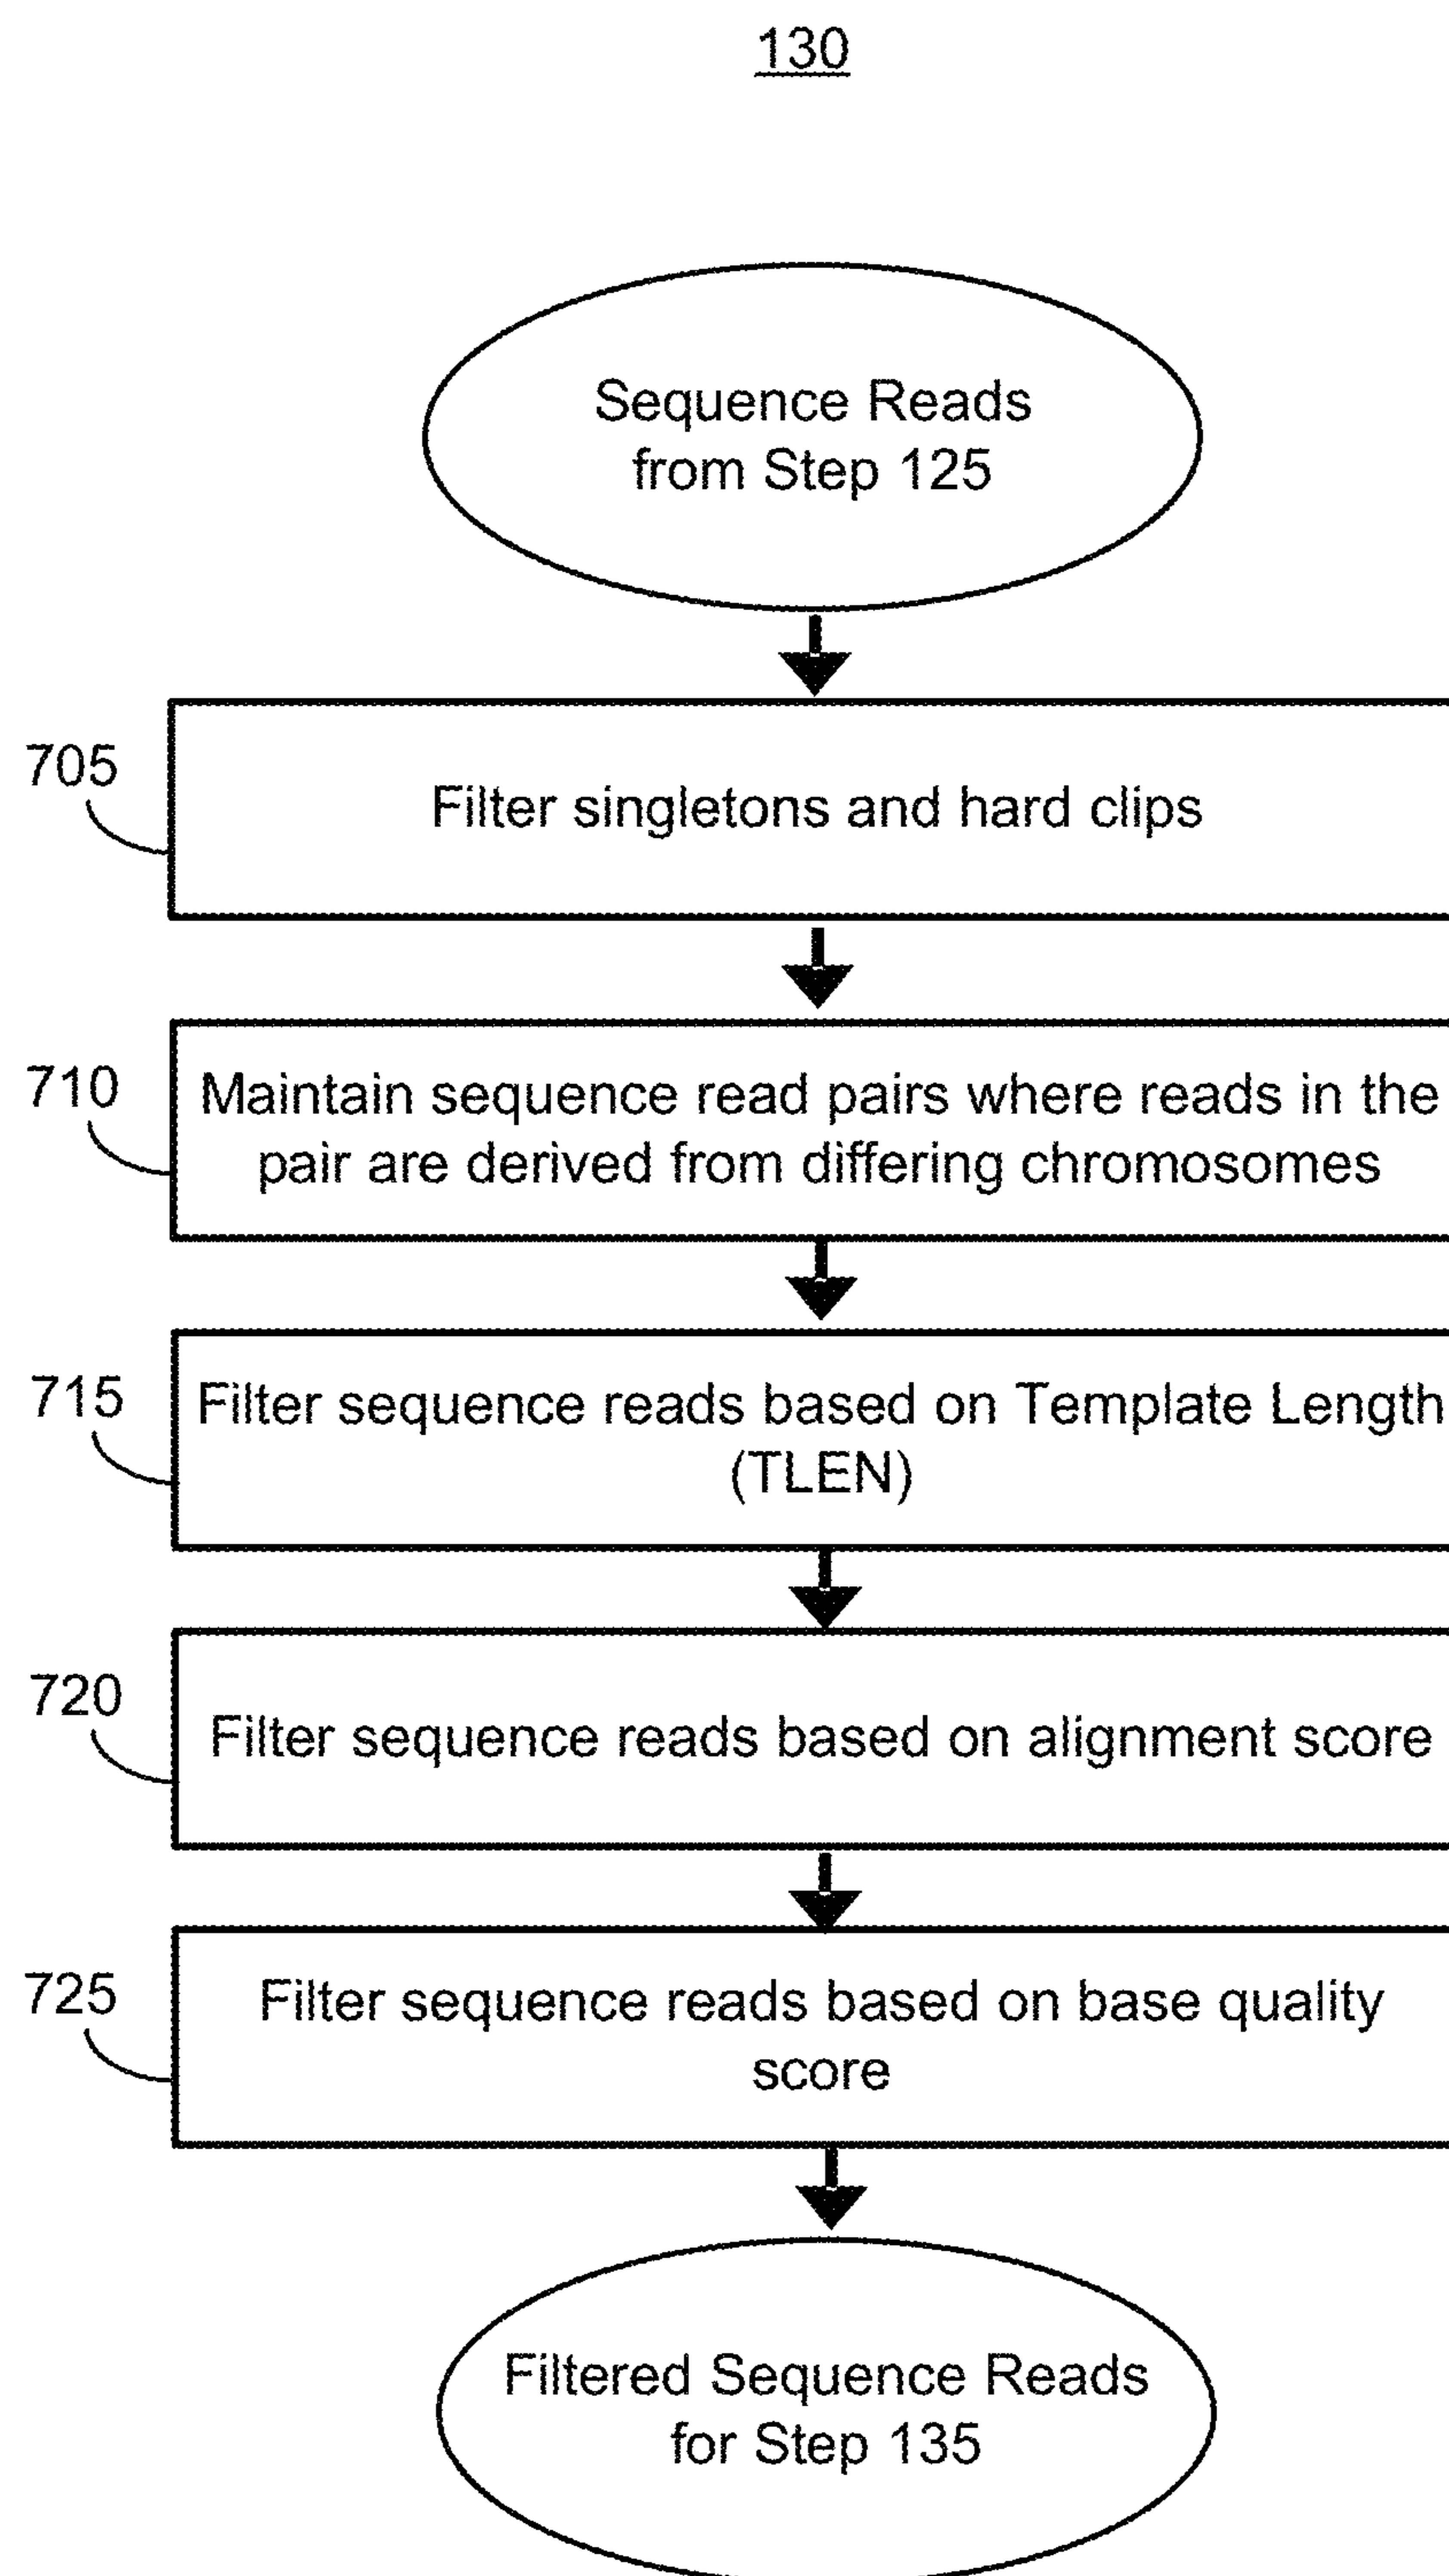 130
Sequence Reads
from Step 125
705
Filter singletons and hard clips
710
Maintain sequence read pairs where reads in the
pair are derived from differing chromosomes
715
Filter sequence reads based on Template Length
(TLEN)
720
Filter sequence reads based on alignment score
725
Filter sequence reads based on base quality
score
Filtered Sequence Reads
for Step 135